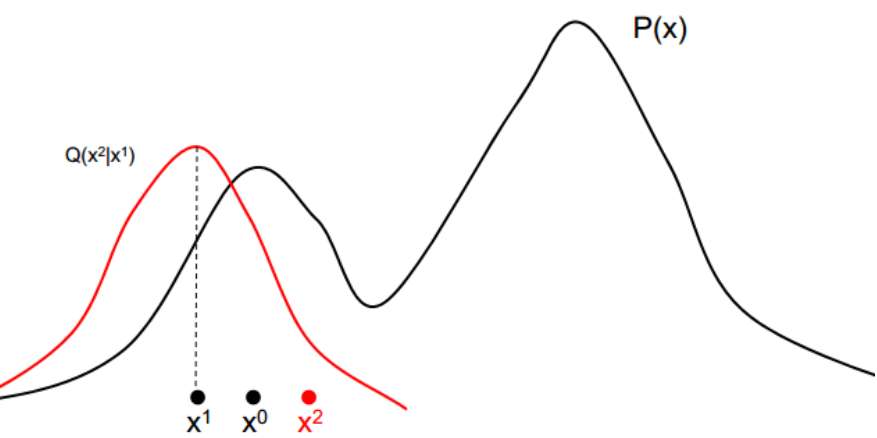 P(x)
Q(x²|x¹)
x¹ x⁰ x²